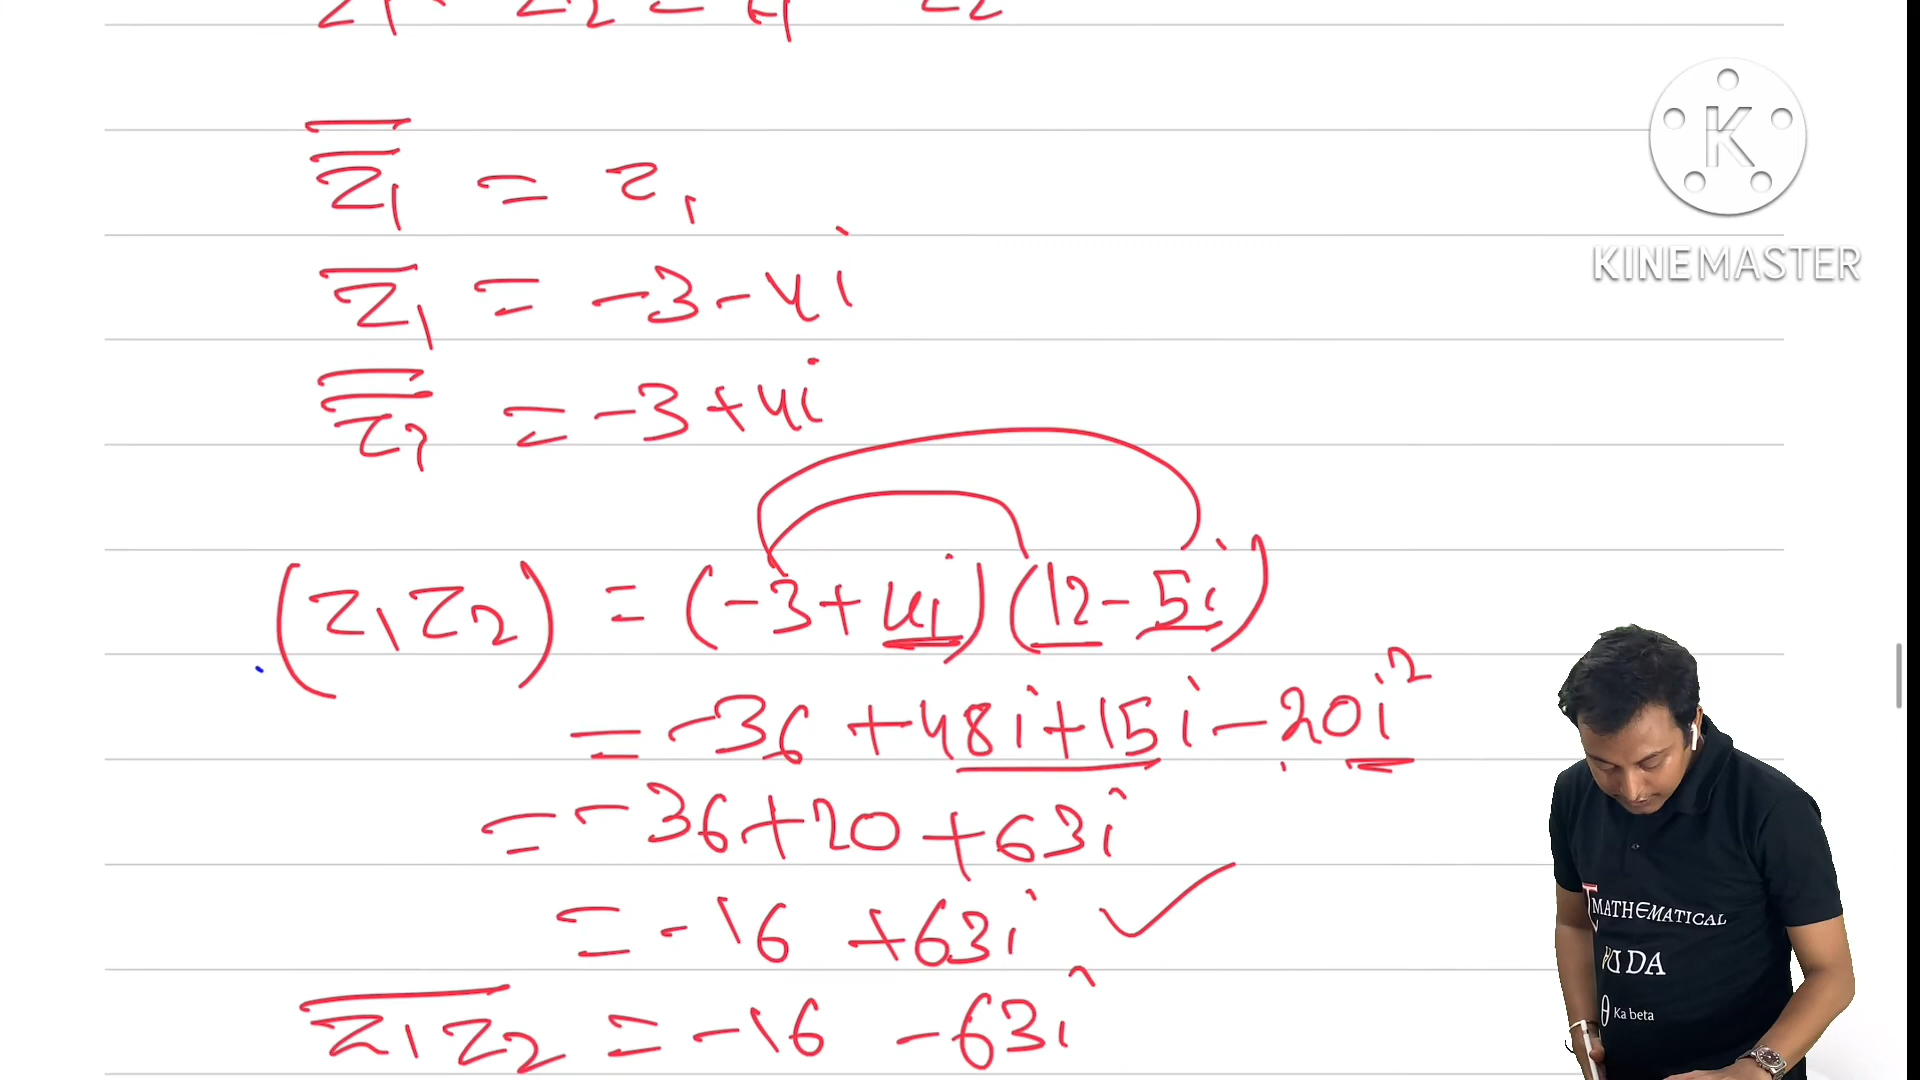 z̅̅₁ = z₁
z̅₁ = -3-4i
z̅̅₁ = -3+4i
(z₁z₂) = (-3+4i)(12-5i)
= -36 +48i+15i-20i²
= -36+20+63i
= -16 +63i ✓
z̅₁z̅₂ = -16 -63i
K
KINEMASTER
MATHEMATICAL
DA
θ Ka beta